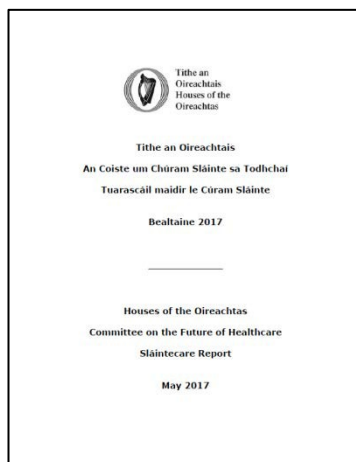 Tithe an
Oireachtais
Houses of the
Oireachtas
Tithe an Oireachtais
An Coiste um Chúram Sláinte sa Todhchaí
Tuarascáil maidir le Cúram Sláinte
Bealtaine 2017
Houses of the Oireachtas
Committee on the Future of Healthcare
Sláintecare Report
May 2017